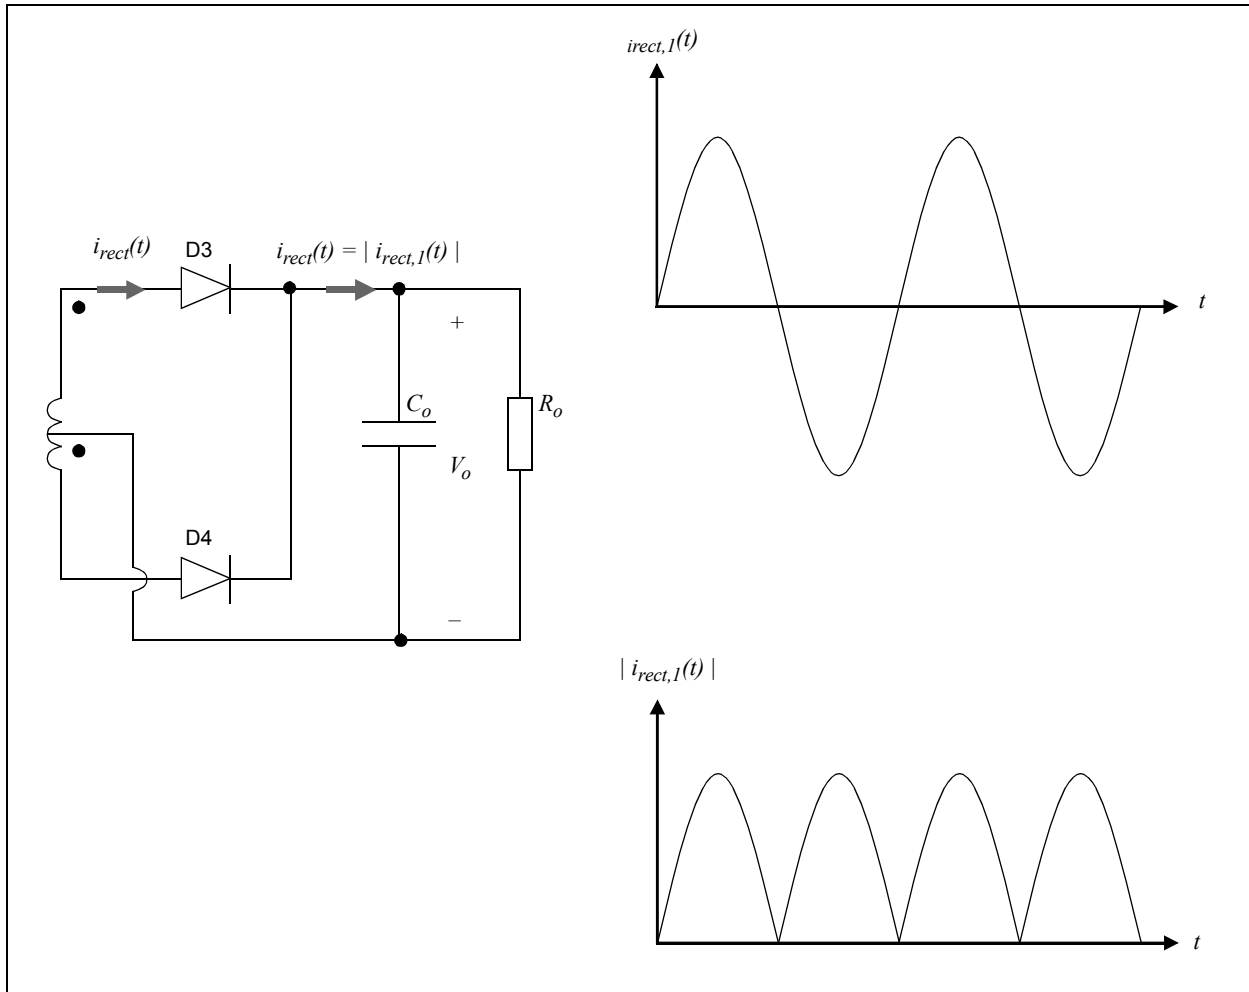 irect,1(t)
irect(t)
D3
irect(t) = | irect,1(t) |
t
+
Co
Ro
Vo
D4
–
| irect,1(t) |
t